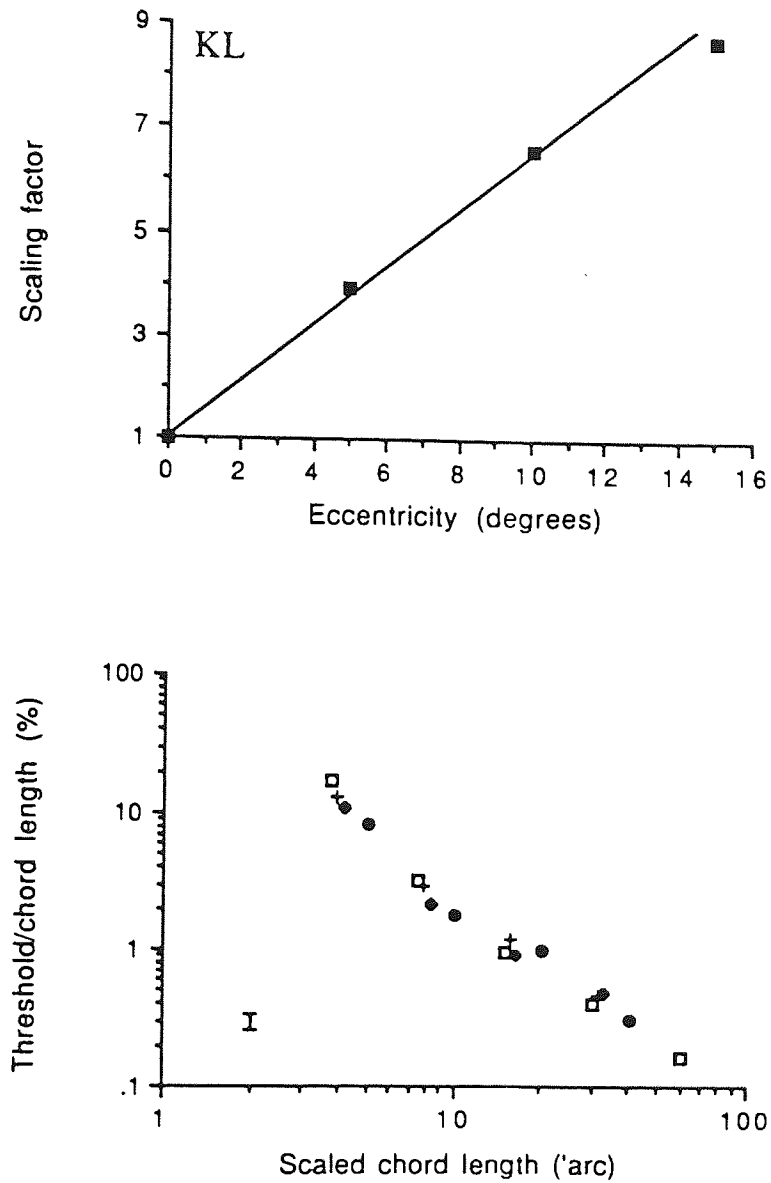 9
KL
7
5
3
1
0 2 4 6 8 10 12 14 16
Scaling factor
Eccentricity (degrees)
100
10
1
.1
1 10 100
Threshold/chord length (%)
Scaled chord length ('arc)